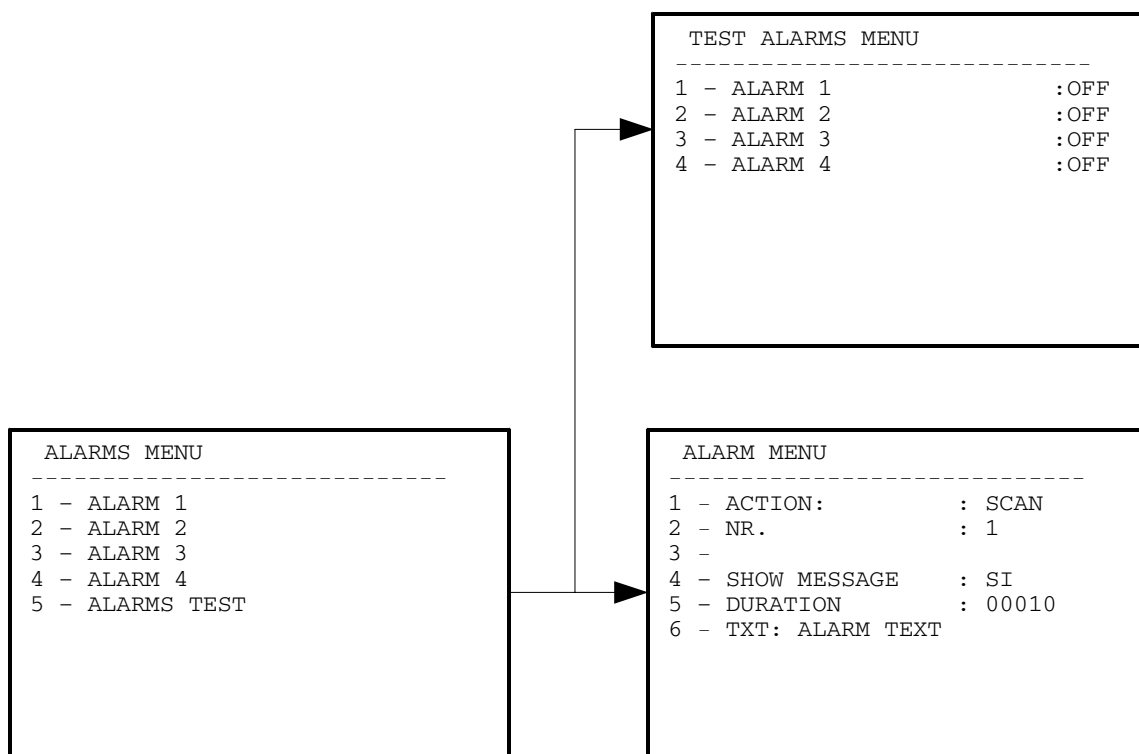 TEST ALARMS MENU
-----------------------------
1 - ALARM 1 :OFF
2 - ALARM 2 :OFF
3 - ALARM 3 :OFF
4 - ALARM 4 :OFF
ALARMS MENU
-----------------------------
1 - ALARM 1
2 - ALARM 2
3 - ALARM 3
4 - ALARM 4
5 - ALARMS TEST
ALARM MENU
-----------------------------
1 - ACTION: : SCAN
2 - NR. : 1
3 -
4 - SHOW MESSAGE : SI
5 - DURATION : 00010
6 - TXT: ALARM TEXT